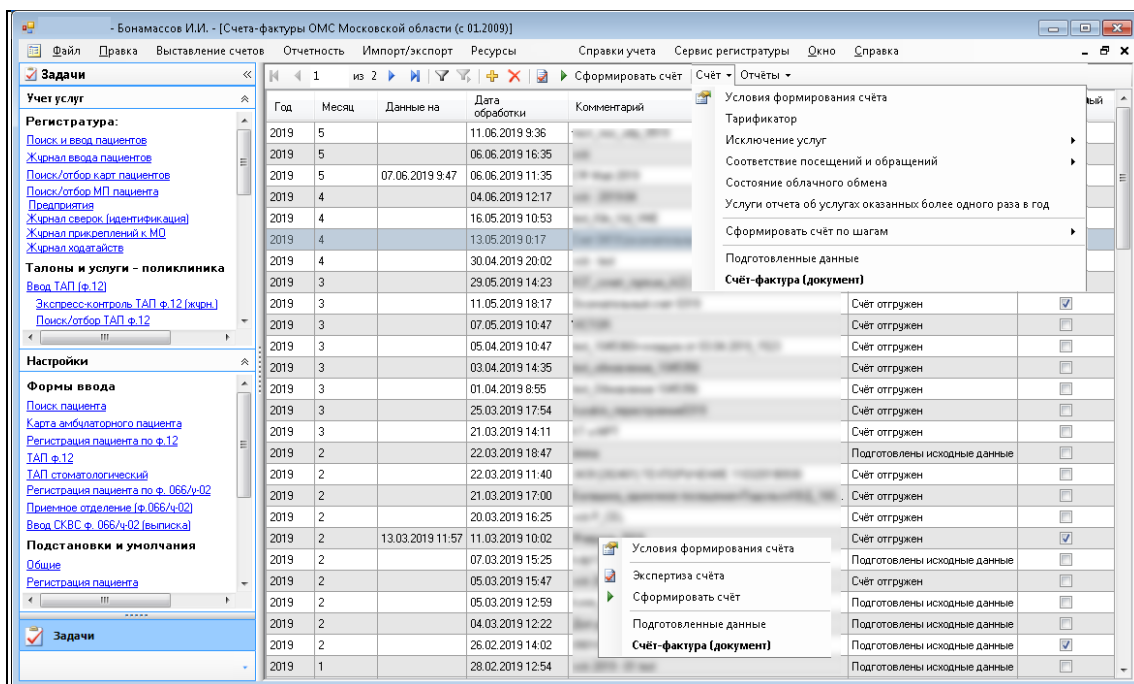 - Бонамассов И.И. - [Счета-фактуры ОМС Московской области (с 01.2009)]
Файл Правка Выставление счетов Отчетность Импорт/экспорт Ресурсы Справки учета Сервис регистратуры Окно Справка
Задачи
Учет услуг
Регистратура:
Поиск и ввод пациентов
Журнал ввода пациентов
Поиск/отбор карт пациентов
Поиск/отбор МП пациента
Предприятия
Журнал сверок (идентификация)
Журнал прикреплений к МО
Журнал ходатайств
Талоны и услуги - поликлиника
Ввод ТАП (ф.12)
Экспресс-контроль ТАП ф.12 (журн.)
Поиск/отбор ТАП ф.12
Настройки
Формы ввода
Поиск пациента
Карта амбулаторного пациента
Регистрация пациента по ф.12
ТАП ф.12
ТАП стоматологический
Регистрация пациента по ф. 066/у-02
Приемное отделение (ф.066/у-02)
Ввод СКВС ф. 066/у-02 (выписка)
Подстановки и умолчания
Общие
Регистрация пациента
Задачи
1 из 2 Сформировать счёт Счёт Отчёты
Год Месяц Данные на Дата обработки Комментарий ый
2019 5 11.06.2019 9:36
2019 5 06.06.2019 16:35
2019 5 07.06.2019 9:47 06.06.2019 11:35
2019 4 04.06.2019 12:17
2019 4 16.05.2019 10:53
2019 4 13.05.2019 0:17
2019 4 30.04.2019 20:02
2019 3 29.05.2019 14:23
2019 3 11.05.2019 18:17 Счёт отгружен
2019 3 07.05.2019 10:47 Счёт отгружен
2019 3 05.04.2019 10:47 Счёт отгружен
2019 3 03.04.2019 14:35 Счёт отгружен
2019 3 01.04.2019 8:55 Счёт отгружен
2019 3 25.03.2019 17:54 Счёт отгружен
2019 3 21.03.2019 14:11 Счёт отгружен
2019 2 22.03.2019 18:47 Подготовлены исходные данные
2019 2 22.03.2019 11:40 Счёт отгружен
2019 2 21.03.2019 17:00 Счёт отгружен
2019 2 20.03.2019 16:25 Счёт отгружен
2019 2 13.03.2019 11:57 11.03.2019 10:02 Счёт отгружен
2019 2 07.03.2019 15:25 Подготовлены исходные данные
2019 2 05.03.2019 15:47 Счёт отгружен
2019 2 05.03.2019 12:59 Подготовлены исходные данные
2019 2 04.03.2019 12:22 Подготовлены исходные данные
2019 2 26.02.2019 14:02 Подготовлены исходные данные
2019 1 28.02.2019 12:54 Подготовлены исходные данные
Условия формирования счёта
Тарификатор
Исключение услуг
Соответствие посещений и обращений
Состояние облачного обмена
Услуги отчета об услугах оказанных более одного раза в год
Сформировать счёт по шагам
Подготовленные данные
Счёт-фактура (документ)
Условия формирования счёта
Экспертиза счёта
Сформировать счёт
Подготовленные данные
Счёт-фактура (документ)